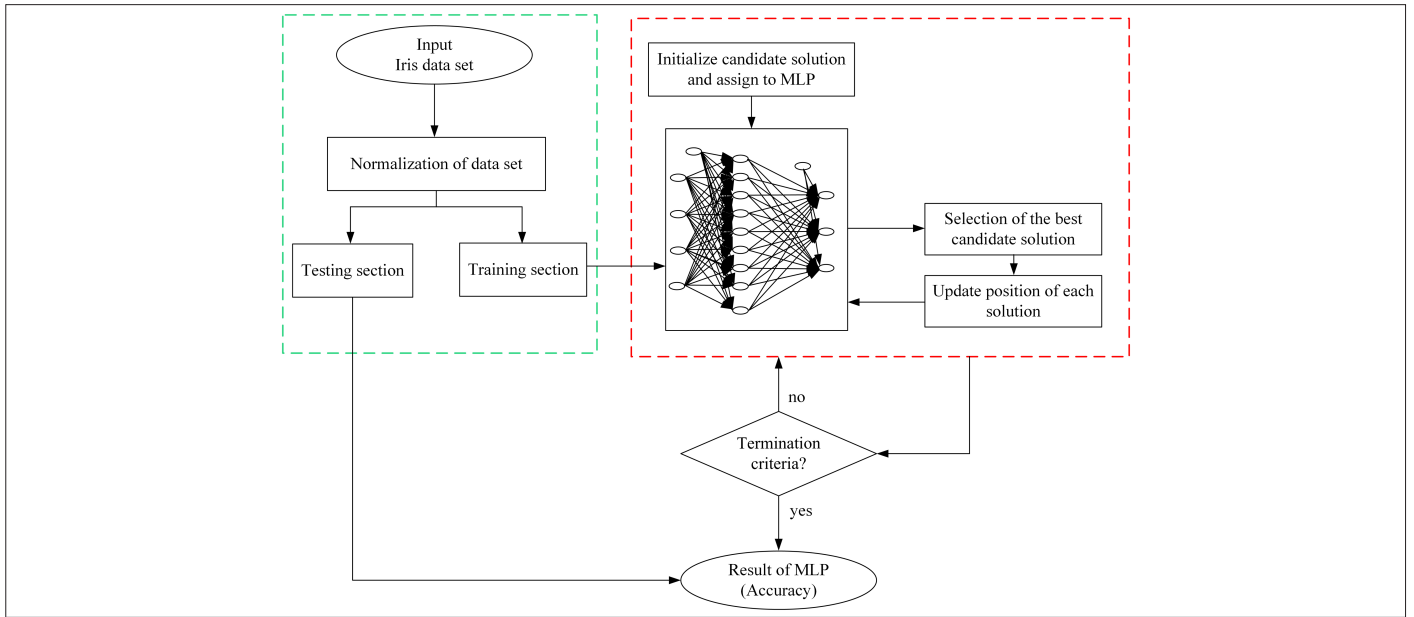 Input
Iris data set
Normalization of data set
Testing section
Training section
Initialize candidate solution
and assign to MLP
Selection of the best
candidate solution
Update position of each
solution
no
Termination
criteria?
yes
Result of MLP
(Accuracy)